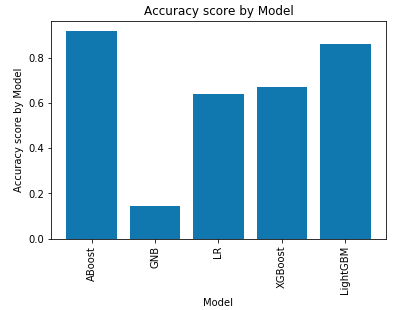 Accuracy score by Model
Accuracy score by Model
0.8
0.6
0.4
0.2
0.0
ABoost
GNB
LR
XGBoost
LightGBM
Model